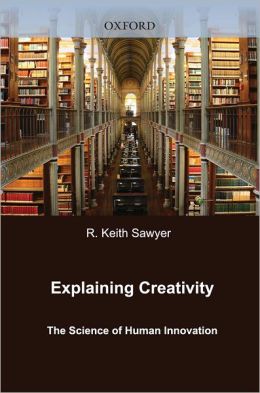 OXFORD
R. Keith Sawyer
Explaining Creativity
The Science of Human Innovation